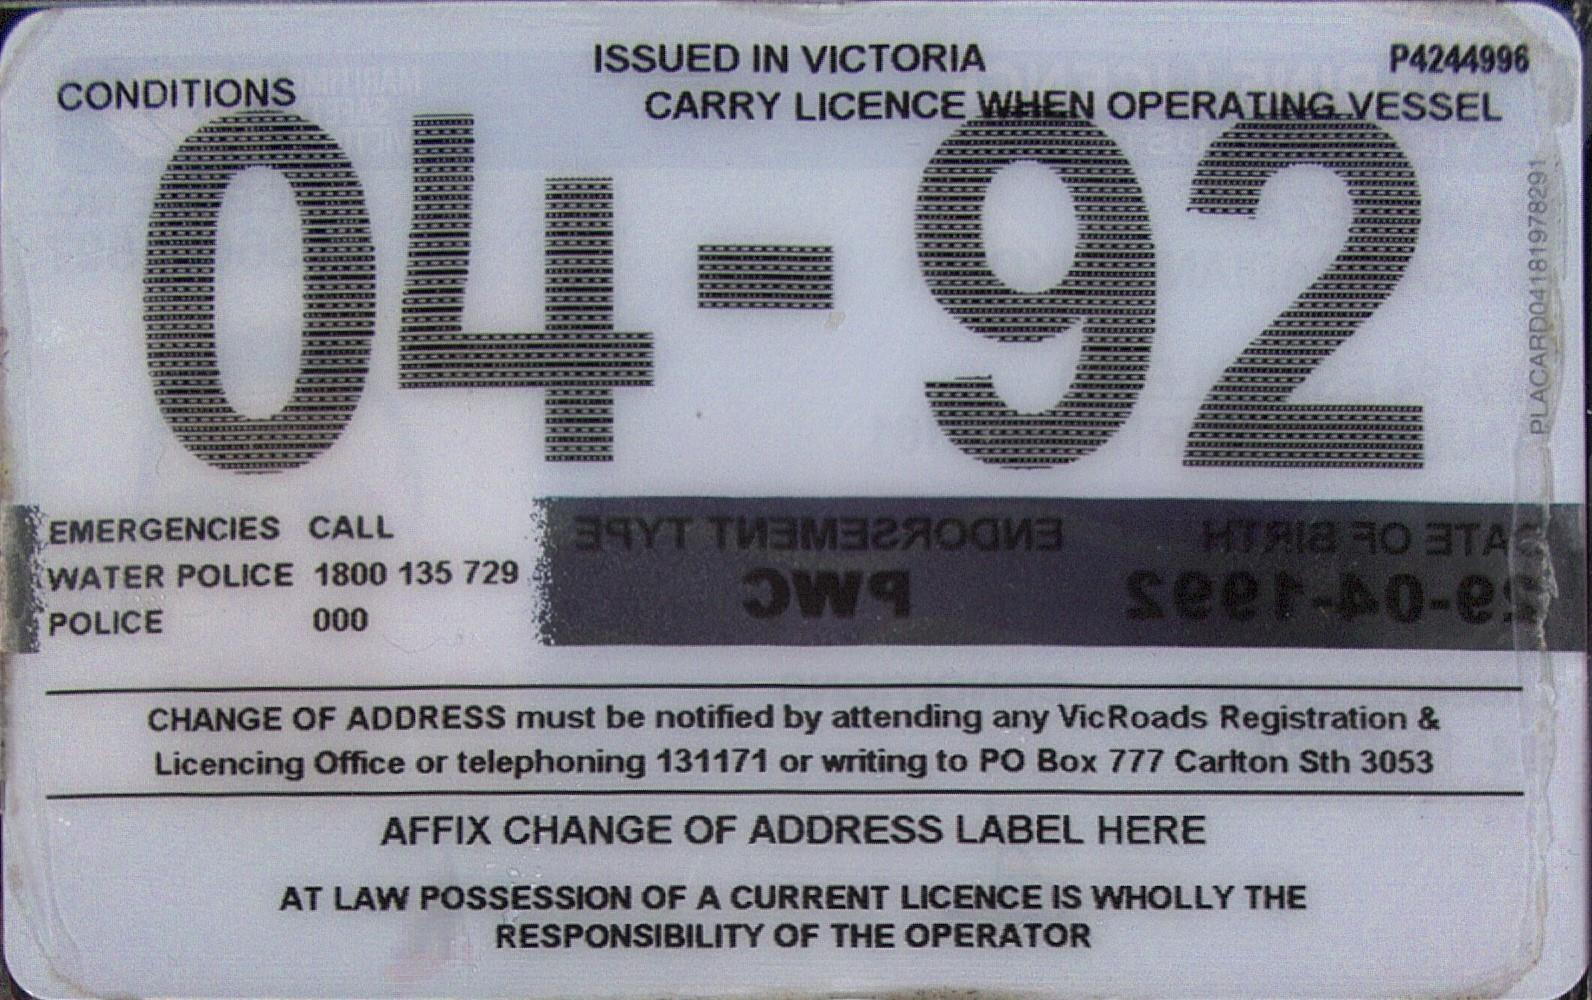 ISSUED IN VICTORIA
P4244996
CONDITIONS
CARRY LICENCE WHEN OPERATING VESSEL
04-92
PLACARD0418197829
EMERGENCIES CALL
WATER POLICE 1800 135 729
POLICE 000
ENDORSEMENT TYPE
DATE OF BIRTH
PWC
29-04-1992
CHANGE OF ADDRESS must be notified by attending any VicRoads Registration &
Licencing Office or telephoning 131171 or writing to PO Box 777 Carlton Sth 3053
AFFIX CHANGE OF ADDRESS LABEL HERE
AT LAW POSSESSION OF A CURRENT LICENCE IS WHOLLY THE
RESPONSIBILITY OF THE OPERATOR